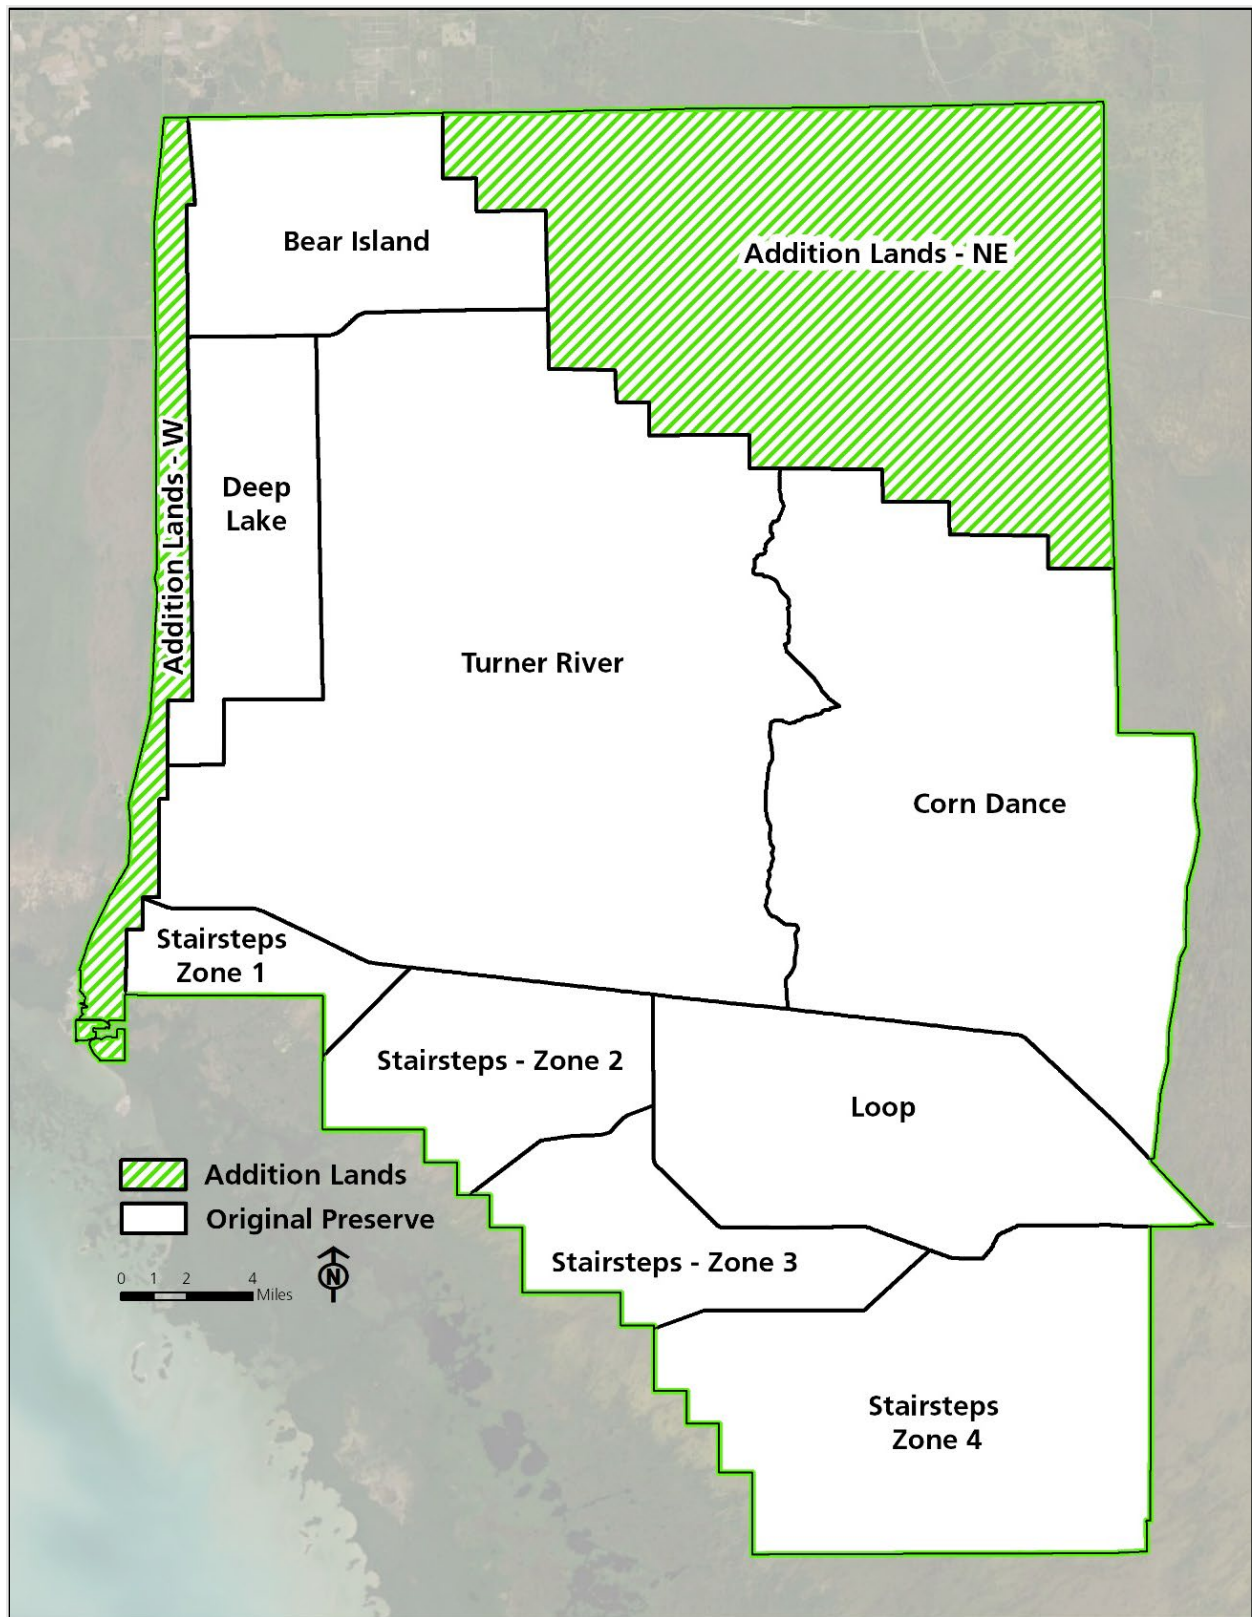 Bear Island
Addition Lands - NE
Addition Lands - W
Deep
Lake
Turner River
Corn Dance
Stairsteps
Zone 1
Stairsteps - Zone 2
Loop
Addition Lands
Original Preserve
N
0 1 2 4
Miles
Stairsteps - Zone 3
Stairsteps
Zone 4